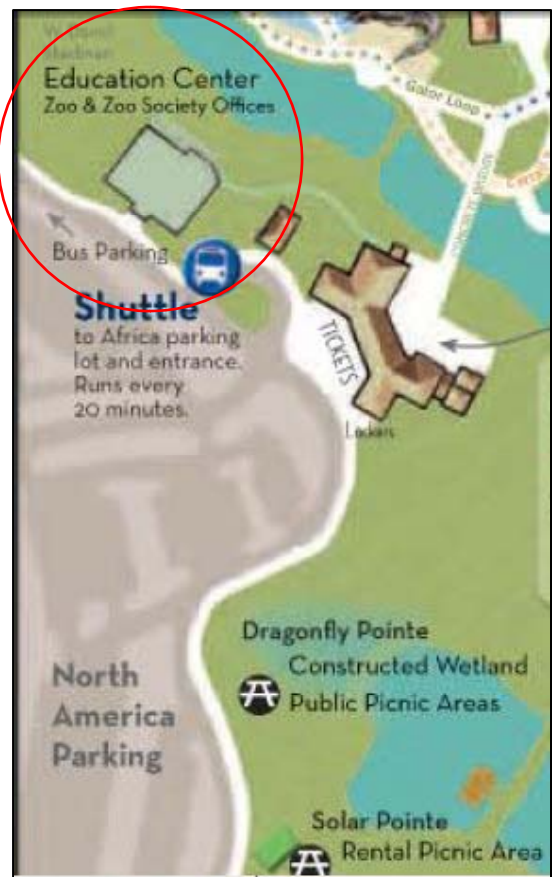 Education Center
Zoo & Zoo Society Offices
Gator Loop
Bus Parking
Shuttle
to Africa parking
lot and entrance.
Runs every
20 minutes.
TICKETS
Lockers
Dragonfly Pointe
Constructed Wetland
Public Picnic Areas
North
America
Parking
Solar Pointe
Rental Picnic Area